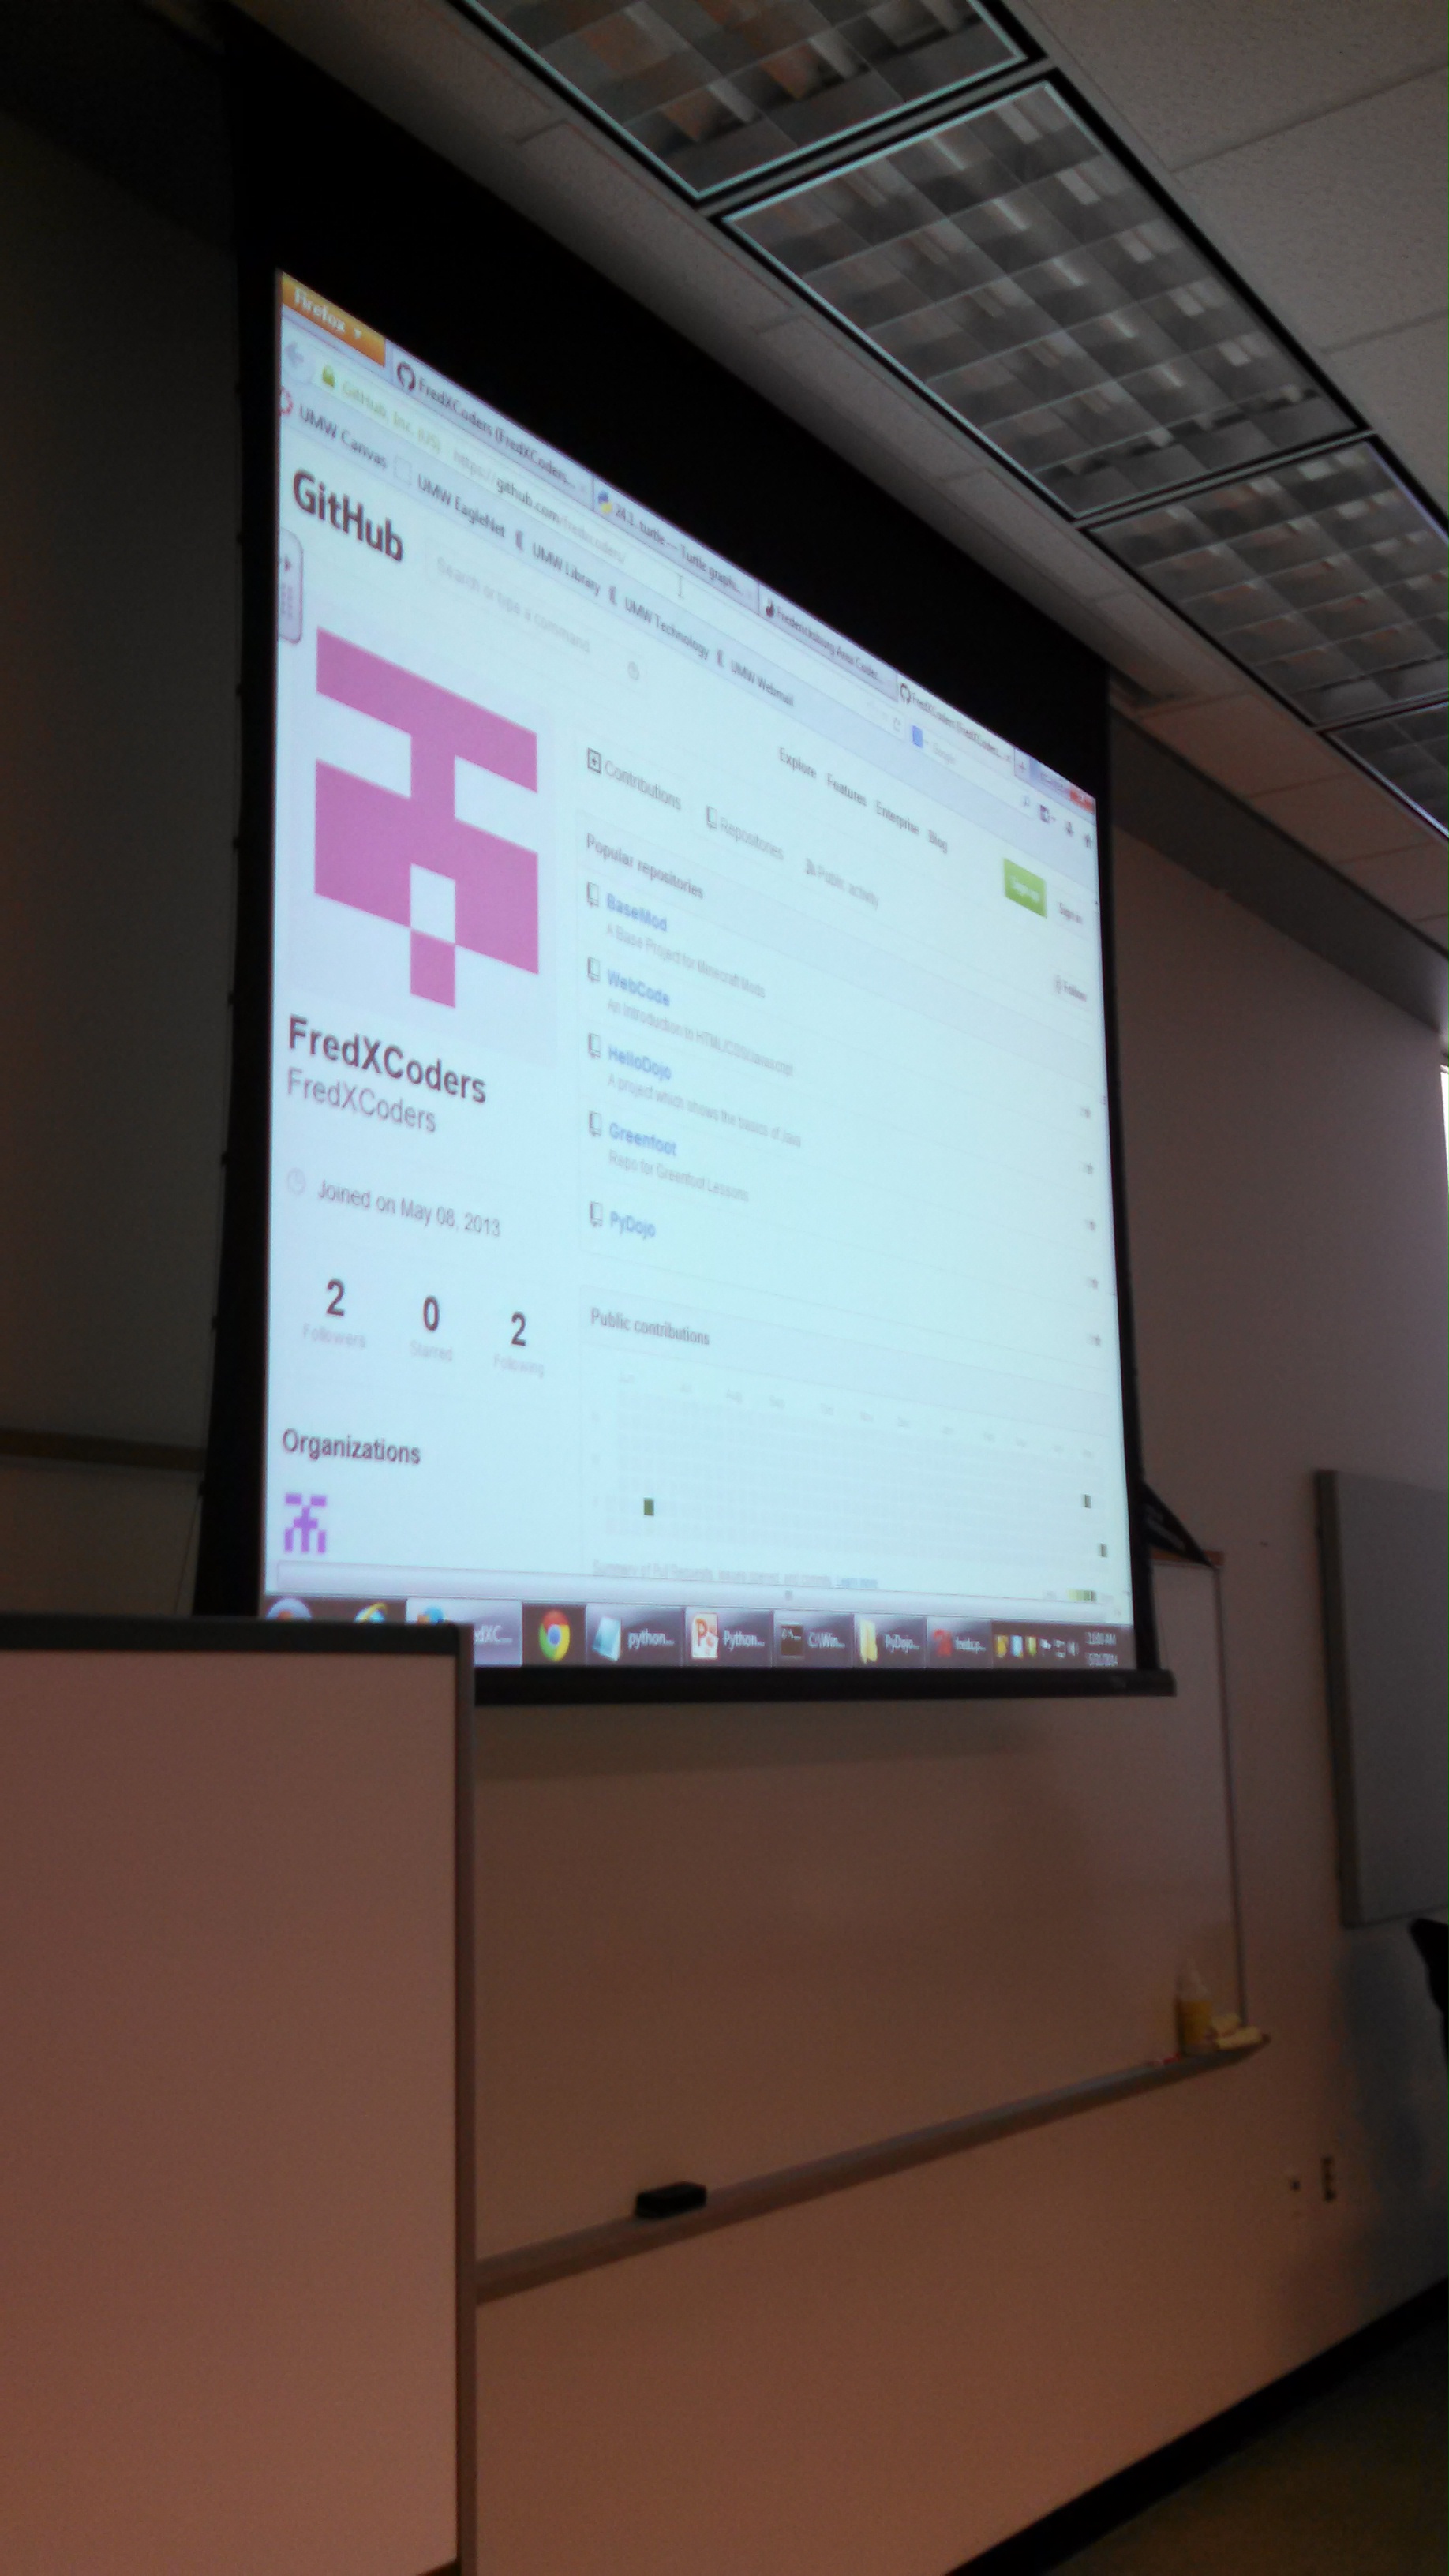 Firefox
FredXCoders (FredXCoders...
24.1. turtle — Turtle graphi...
Fredericksburg Area Coder...
FredXCoders (FredXCoders...
GitHub, Inc. (US) https://github.com/fredxcoders/
UMW Canvas
UMW EagleNet
UMW Library
UMW Technology
UMW Webmail
GitHub
Search or type a command
Explore Features Enterprise Blog
Sign up
Sign in
Contributions
Repositories
Public activity
Follow
Popular repositories
BaseMod
A Base Project for Minecraft Mods
WebCode
An Introduction to HTML/CSS/Javascript
HelloDojo
A project which shows the basics of Java
Greenfoot
Repo for Greenfoot Lessons
PyDojo
FredXCoders
FredXCoders
Joined on May 08, 2013
2 0 2
Followers Starred Following
Organizations
Public contributions
Summary of Pull Requests, issues opened, and commits. Learn more
edXC...
python...
Python...
C:\Win...
PyDojo...